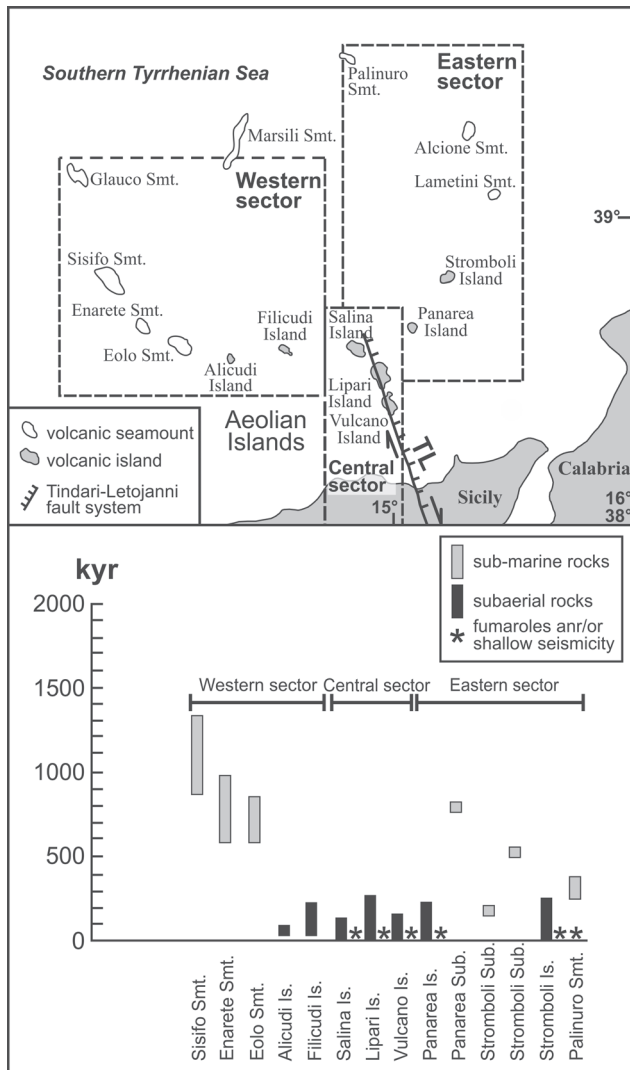 Southern Tyrrhenian Sea
Palinuro
Smt.
Eastern
sector
Marsili Smt.
Alcione Smt.
Glauco Smt.
Western
sector
Lametini Smt.
39°
Sisifo Smt.
Stromboli
Island
Enarete Smt.
Filicudi
Island
Salina
Island
Panarea
Island
Eolo Smt.
Alicudi
Island
Lipari
Island
Vulcano
Island
Aeolian
Islands
TL
Central
sector
Calabria
Sicily
15°
16°
38°
volcanic seamount
volcanic island
Tindari-Letojanni
fault system
kyr
sub-marine rocks
subaerial rocks
* fumaroles anr/or
shallow seismicity
2000
1500
1000
500
0
Western sector
Central sector
Eastern sector
* * * * * *
Sisifo Smt.
Enarete Smt.
Eolo Smt.
Alicudi Is.
Filicudi Is.
Salina Is.
Lipari Is.
Vulcano Is.
Panarea Is.
Panarea Sub.
Stromboli Sub.
Stromboli Sub.
Stromboli Is.
Palinuro Smt.